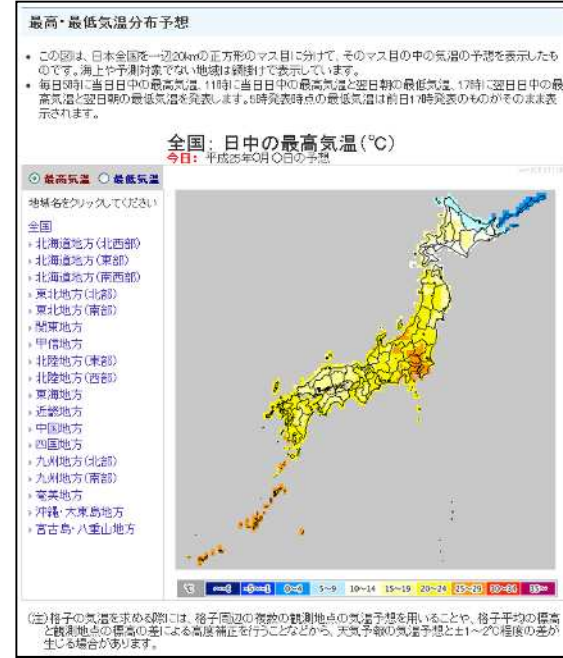 最高・最低気温分布予想
・この図は、日本全国を一辺20kmの正方形のマス目に分けて、そのマス目の中の気温の予想を表示したも
のです。海上や予測対象でない地域は網掛けで表示しています。
・毎日5時に当日日中の最高気温、11時に当日日中の最高気温と翌日朝の最低気温、17時に翌日日中の最
高気温と翌日朝の最低気温を発表します。5時発表時点の最低気温は前日17時発表のものがそのまま表
示されます。
全国: 日中の最高気温(℃)
今日: 平成25年〇月〇日の予想
最高気温 最低気温
地域名をクリックしてください
全国
北海道地方(北西部)
北海道地方(東部)
北海道地方(南西部)
東北地方(北部)
東北地方(南部)
関東地方
甲信地方
北陸地方(東部)
北陸地方(西部)
東海地方
近畿地方
中国地方
四国地方
九州地方(北部)
九州地方(南部)
奄美地方
沖縄・大東島地方
宮古島・八重山地方
℃ 0~4 5~9 10~14 15~19 20~24 25~29 30~34 35~
(注)格子の気温を求める際には、格子周辺の複数の観測地点の気温予想を用いることや、格子平均の標高
と観測地点の標高の差による高度補正を行うことなどから、天気予報の気温予想と±1~2℃程度の差が
生じる場合があります。